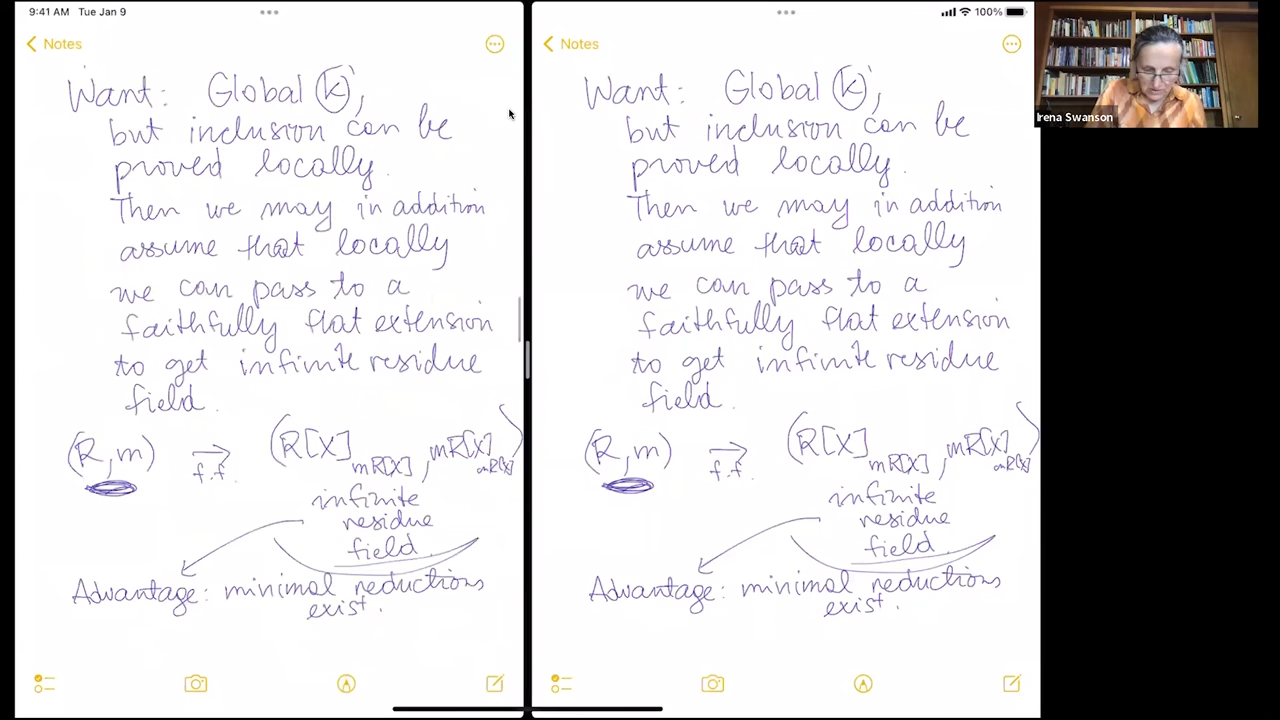 9:41 AM Tue Jan 9
Notes
Want: Global k,
but inclusion can be
proved locally.
Then we may in addition
assume that locally
we can pass to a
faithfully flat extension
to get infinite residue
field.
(R,m) → f.f. (R[X]mR[X], mR[X]mR[X])
infinite
residue
field.
Advantage: minimal reductions
exist.
100%
Notes
Want: Global k,
but inclusion can be
proved locally.
Then we may in addition
assume that locally
we can pass to a
faithfully flat extension
to get infinite residue
field.
(R,m) → f.f. (R[X]mR[X], mR[X]mR[X])
infinite
residue
field.
Advantage: minimal reductions
exist.
Irena Swanson